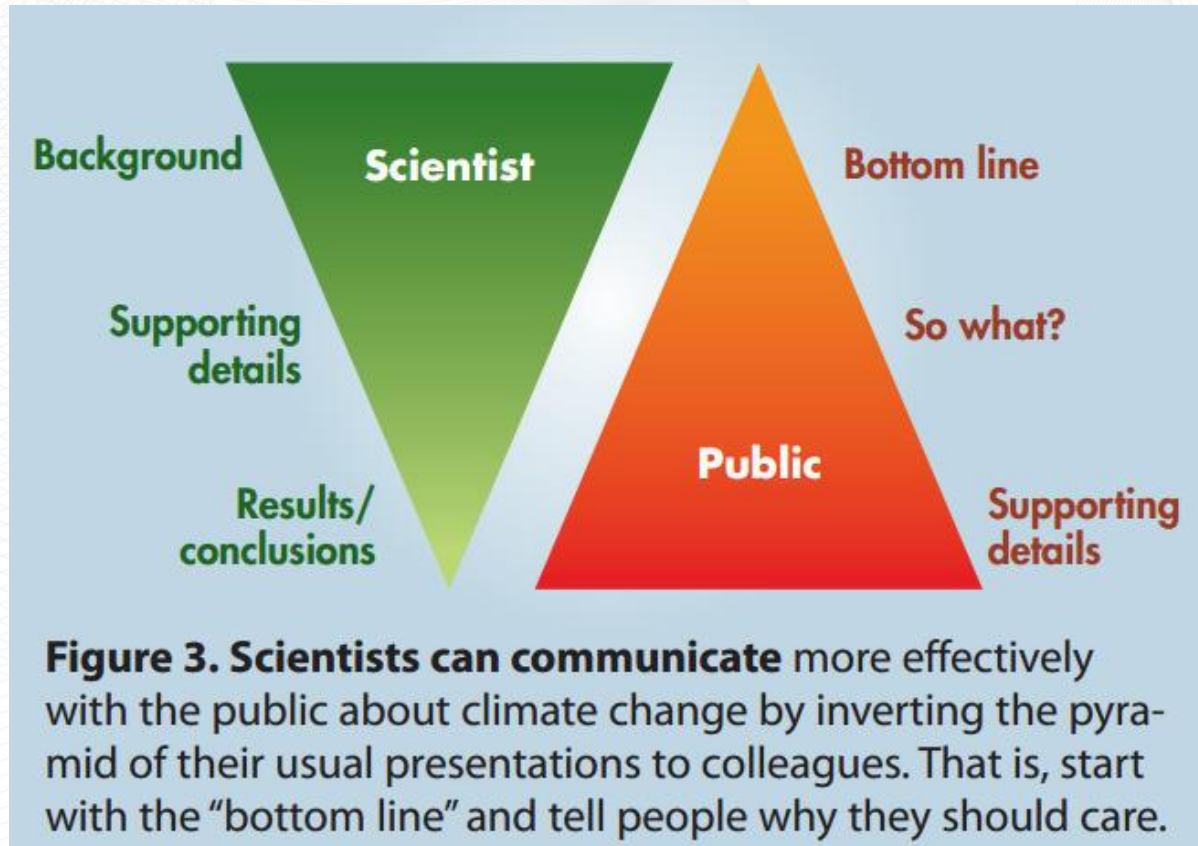 Background
Scientist
Bottom line
Supporting
details
So what?
Public
Results/
conclusions
Supporting
details
Figure 3. Scientists can communicate more effectively
with the public about climate change by inverting the pyra-
mid of their usual presentations to colleagues. That is, start
with the “bottom line” and tell people why they should care.